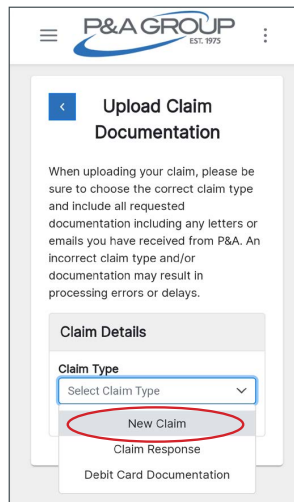 P&A GROUP
EST. 1975
Upload Claim
Documentation
When uploading your claim, please be
sure to choose the correct claim type
and include all requested
documentation including any letters or
emails you have received from P&A. An
incorrect claim type and/or
documentation may result in
processing errors or delays.
Claim Details
Claim Type
Select Claim Type
New Claim
Claim Response
Debit Card Documentation